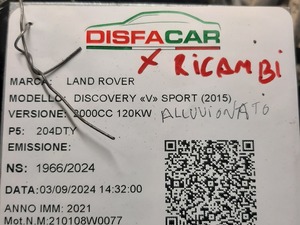 DISFACAR
X RICAMBI
MARCA: LAND ROVER
MODELLO: DISCOVERY «V» SPORT (2015)
VERSIONE: 2000CC 120KW ALLUVIONATO
P5: 204DTY
EMISSIONE:
NS: 1966/2024
DATA: 03/09/2024 14:32:00
ANNO IMM: 2021
Mot.N.M:210108W0077